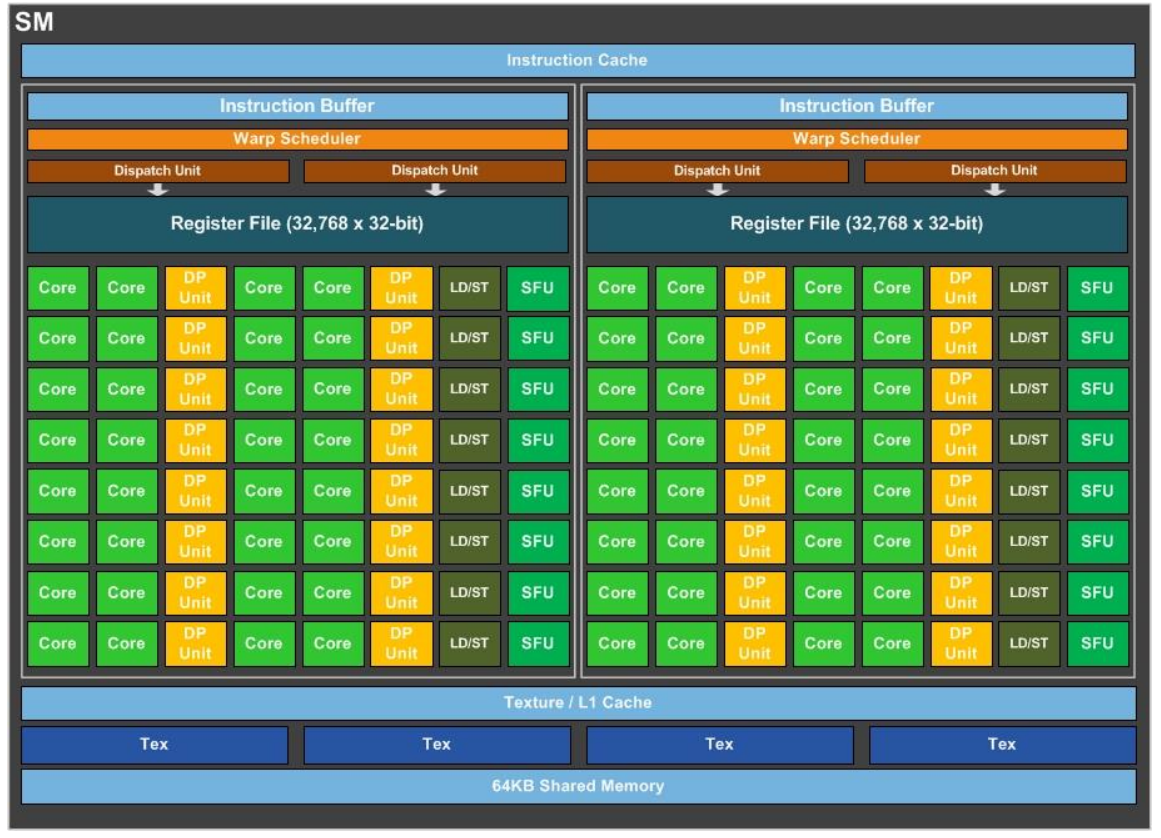 SM
Instruction Cache
Instruction Buffer Instruction Buffer
Warp Scheduler Warp Scheduler
Dispatch Unit Dispatch Unit Dispatch Unit Dispatch Unit
Register File (32,768 x 32-bit) Register File (32,768 x 32-bit)
Core Core DP Unit Core Core DP Unit LD/ST SFU Core Core DP Unit Core Core DP Unit LD/ST SFU
Core Core DP Unit Core Core DP Unit LD/ST SFU Core Core DP Unit Core Core DP Unit LD/ST SFU
Core Core DP Unit Core Core DP Unit LD/ST SFU Core Core DP Unit Core Core DP Unit LD/ST SFU
Core Core DP Unit Core Core DP Unit LD/ST SFU Core Core DP Unit Core Core DP Unit LD/ST SFU
Core Core DP Unit Core Core DP Unit LD/ST SFU Core Core DP Unit Core Core DP Unit LD/ST SFU
Core Core DP Unit Core Core DP Unit LD/ST SFU Core Core DP Unit Core Core DP Unit LD/ST SFU
Core Core DP Unit Core Core DP Unit LD/ST SFU Core Core DP Unit Core Core DP Unit LD/ST SFU
Core Core DP Unit Core Core DP Unit LD/ST SFU Core Core DP Unit Core Core DP Unit LD/ST SFU
Texture / L1 Cache
Tex Tex Tex Tex
64KB Shared Memory